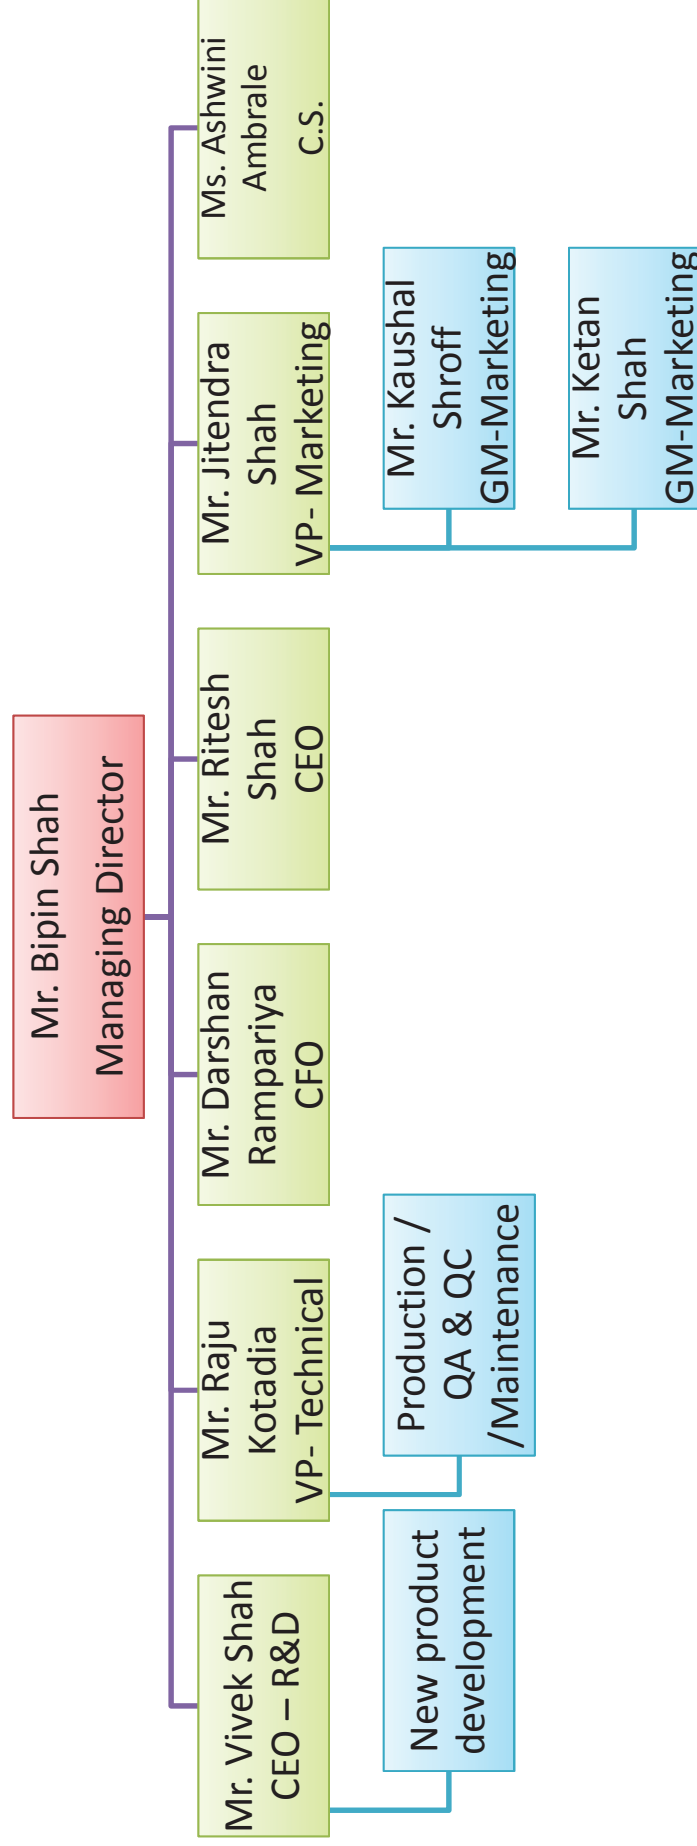 Mr. Bipin Shah
Managing Director
Mr. Vivek Shah
CEO – R&D
New product
development
Mr. Raju
Kotadia
VP- Technical
Production /
QA & QC
/Maintenance
Mr. Darshan
Rampariya
CFO
Mr. Ritesh
Shah
CEO
Mr. Jitendra
Shah
VP- Marketing
Mr. Kaushal
Shroff
GM-Marketing
Mr. Ketan
Shah
GM-Marketing
Ms. Ashwini
Ambrale
C.S.